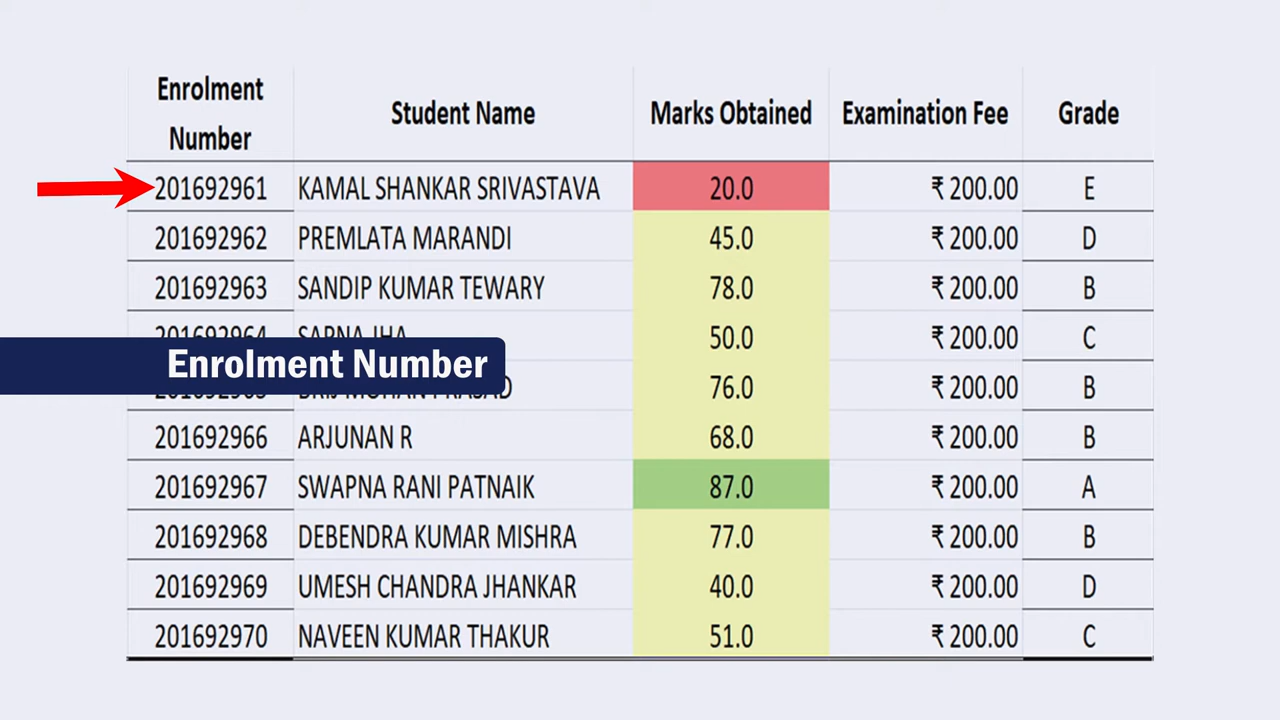 Enrolment Number Student Name Marks Obtained Examination Fee Grade
201692961 KAMAL SHANKAR SRIVASTAVA 20.0 ₹ 200.00 E
201692962 PREMLATA MARANDI 45.0 ₹ 200.00 D
201692963 SANDIP KUMAR TEWARY 78.0 ₹ 200.00 B
201692964 SAPNA JHA 50.0 ₹ 200.00 C
Enrolment Number
76.0 ₹ 200.00 B
201692966 ARJUNAN R 68.0 ₹ 200.00 B
201692967 SWAPNA RANI PATNAIK 87.0 ₹ 200.00 A
201692968 DEBENDRA KUMAR MISHRA 77.0 ₹ 200.00 B
201692969 UMESH CHANDRA JHANKAR 40.0 ₹ 200.00 D
201692970 NAVEEN KUMAR THAKUR 51.0 ₹ 200.00 C